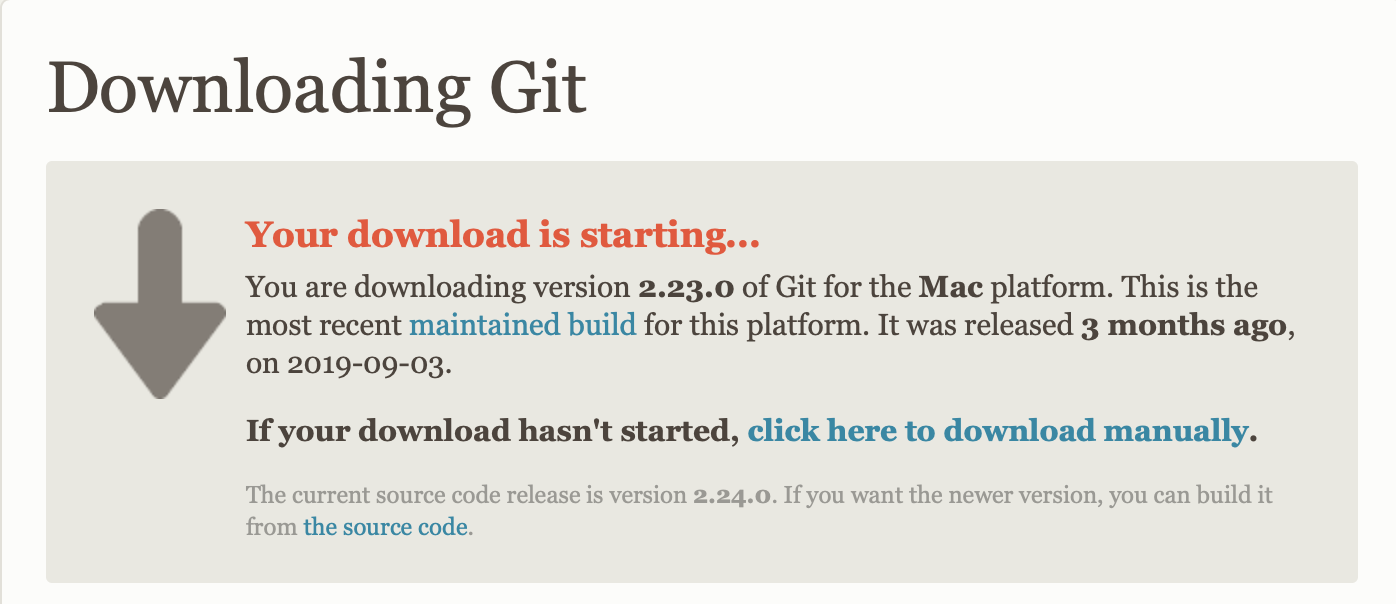 Downloading Git
Your download is starting...
You are downloading version 2.23.0 of Git for the Mac platform. This is the
most recent maintained build for this platform. It was released 3 months ago,
on 2019-09-03.
If your download hasn't started, click here to download manually.
The current source code release is version 2.24.0. If you want the newer version, you can build it
from the source code.